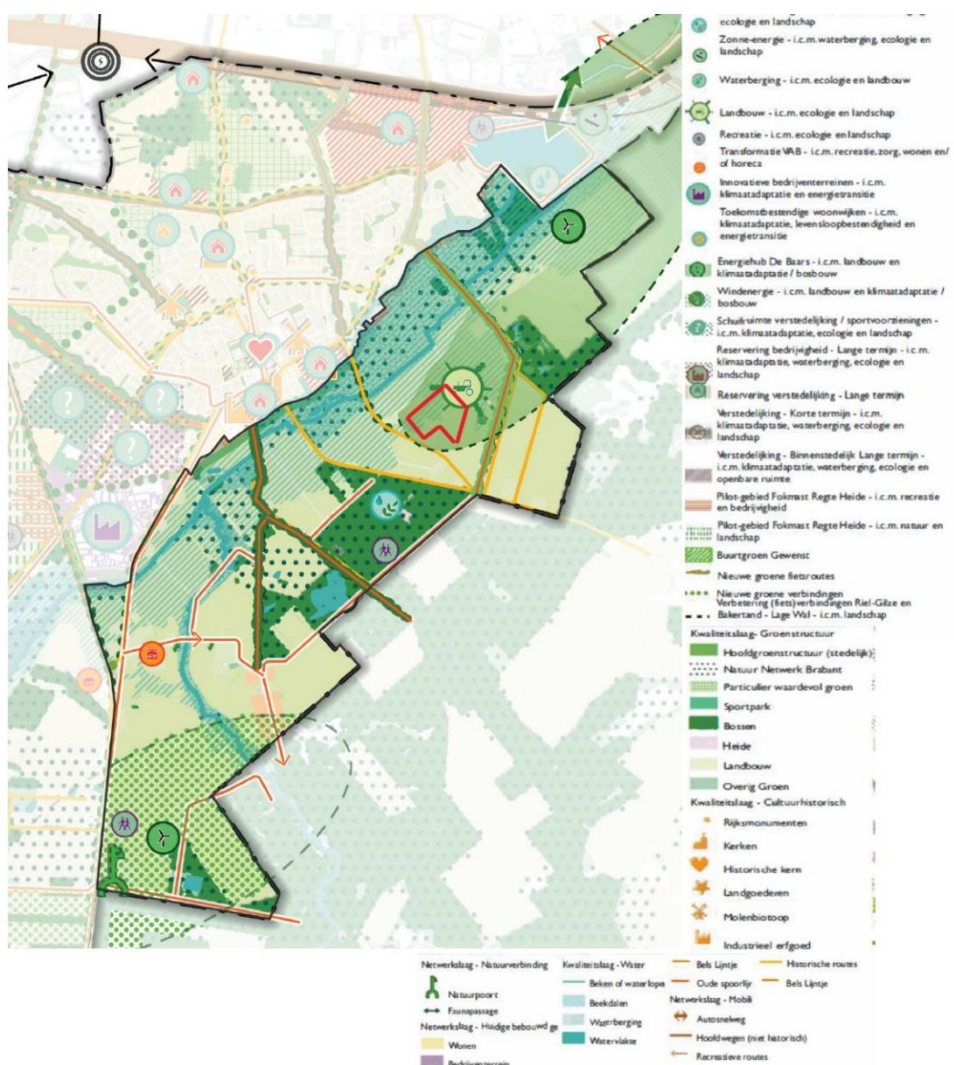 ecologie en landschap
Zonne-energie - i.c.m. waterberging, ecologie en
landschap
Waterberging - i.c.m. ecologie en landbouw
Landbouw - i.c.m. ecologie en landschap
Recreatie - i.c.m. ecologie en landschap
Transformatie VAB - i.c.m. recreatie, zorg, wonen en/
of horeca
Innovatieve bedrijventerreinen - i.c.m.
klimaatadaptatie en energietransitie
Toekomstbestendige woonwijken - i.c.m.
klimaatadaptatie, levensloopbestendigheid en
energietransitie
Energiehub De Baars - i.c.m. landbouw en
klimaatadaptatie / bosbouw
Windenergie - i.c.m. landbouw en klimaatadaptatie /
bosbouw
Schuifruimte verstedelijking / sportvoorzieningen -
i.c.m. klimaatadaptatie, ecologie en landschap
Reservering bedrijvigheid - Lange termijn - i.c.m.
klimaatadaptatie, waterberging, ecologie en
landschap
Reservering verstedelijking - Lange termijn
Verstedelijking - Korte termijn - i.c.m.
klimaatadaptatie, waterberging, ecologie en
landschap
Verstedelijking - Binnenstedelijk Lange termijn -
i.c.m. klimaatadaptatie, waterberging, ecologie en
openbare ruimte
Pilot-gebied Fokmast Regte Heide - i.c.m. recreatie
en bedrijvigheid
Pilot-gebied Fokmast Regte Heide - i.c.m. natuur en
landschap
Buurtgroen Gewenst
Nieuwe groene fietsroutes
Nieuwe groene verbindingen
Verbetering (fiets)verbindingen Riel-Gilze en
Bakertand - Lage Wal - i.c.m. landschap
Kwaliteitslaag- Groenstructuur
Hoofdgroenstructuur (stedelijk)
Natuur Netwerk Brabant
Particulier waardevol groen
Sportpark
Bossen
Heide
Landbouw
Overig Groen
Kwaliteitslaag - Cultuurhistorisch
Rijksmonumenten
Kerken
Historische kern
Landgoederen
Molenbiotoop
Industrieel erfgoed
Netwerkslaag - Natuurverbinding
Natuurpoort
Faunapassage
Netwerkslaag - Huidige bebouwd ge
Wonen
Bedrijventerrein
Kwaliteitslaag - Water
Beken of waterlopen
Beekdalen
Waterberging
Watervlakte
Bels Lijntje
Oude spoorlijn
Netwerkslaag - Mobili
Autosnelweg
Hoofdwegen (niet historisch)
Recreatieve routes
Historische routes
Bels Lijntje